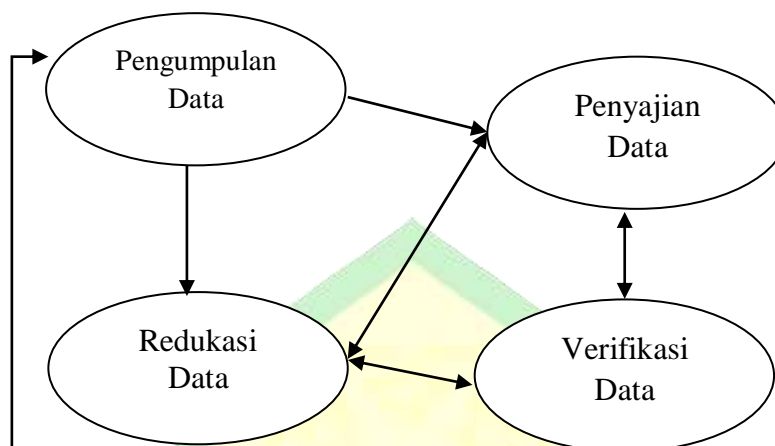 Pengumpulan
Data
Penyajian
Data
Redukasi
Data
Verifikasi
Data